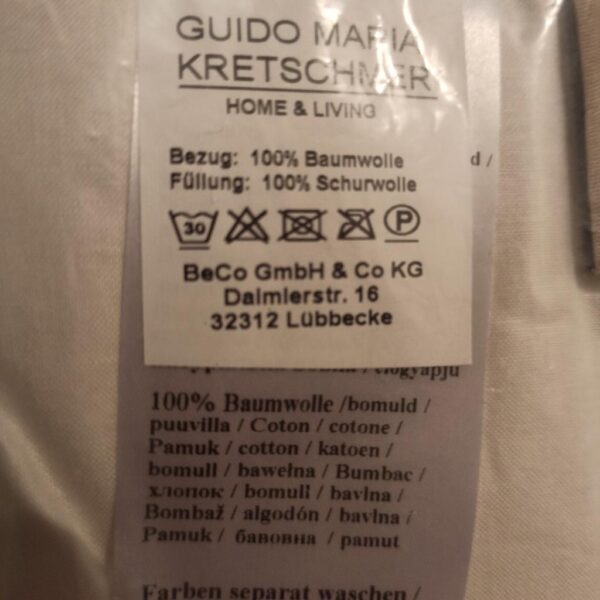 GUIDO MARIA
KRETSCHMER
HOME & LIVING
Bezug: 100% Baumwolle
Füllung: 100% Schurwolle
30 P
BeCo GmbH & Co KG
Daimlerstr. 16
32312 Lübbecke
d /
100% Baumwolle /bomuld /
puuvilla / Coton / cotone /
Pamuk / cotton / katoen /
bomull / bawełna / Bumbac /
хлопок / bomull / bavlna /
Bombaž / algodón / bavlna /
Pamuk / бавовна / pamut
Farben separat waschen /